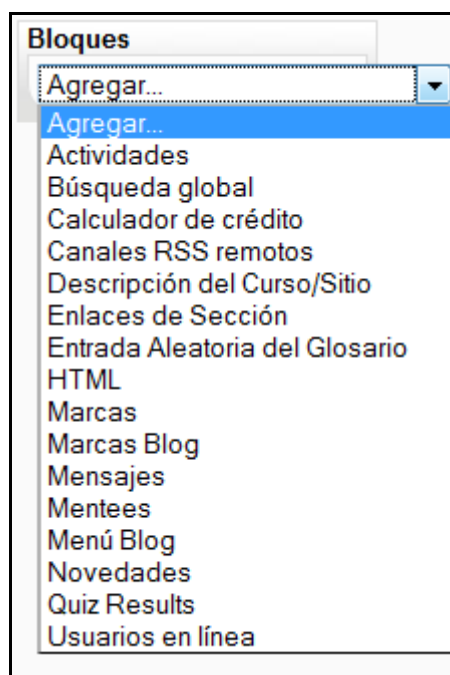 Bloques
Agregar...
Agregar...
Actividades
Búsqueda global
Calculador de crédito
Canales RSS remotos
Descripción del Curso/Sitio
Enlaces de Sección
Entrada Aleatoria del Glosario
HTML
Marcas
Marcas Blog
Mensajes
Mentees
Menú Blog
Novedades
Quiz Results
Usuarios en línea